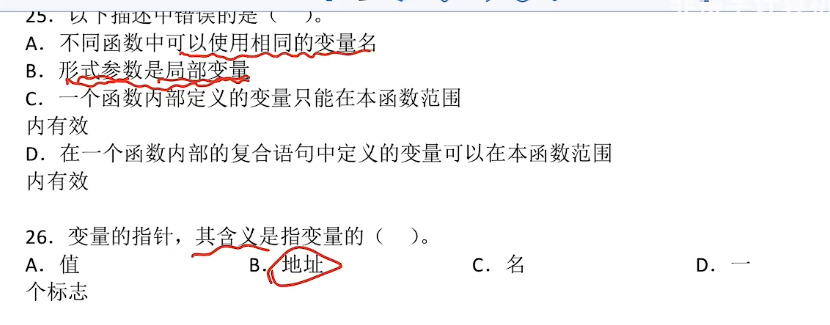 25. 以下描述中错误的是（ ）。
A. 不同函数中可以使用相同的变量名
B. 形式参数是局部变量
C. 一个函数内部定义的变量只能在本函数范围
内有效
D. 在一个函数内部的复合语句中定义的变量可以在本函数范围
内有效
26. 变量的指针，其含义是指变量的（ ）。
A. 值 B. 地址 C. 名 D. 一
个标志